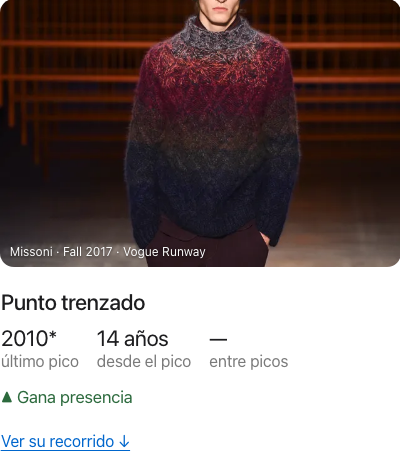 Missoni · Fall 2017 · Vogue Runway
Punto trenzado
2010* 14 años —
último pico desde el pico entre picos
▲ Gana presencia
Ver su recorrido ↓